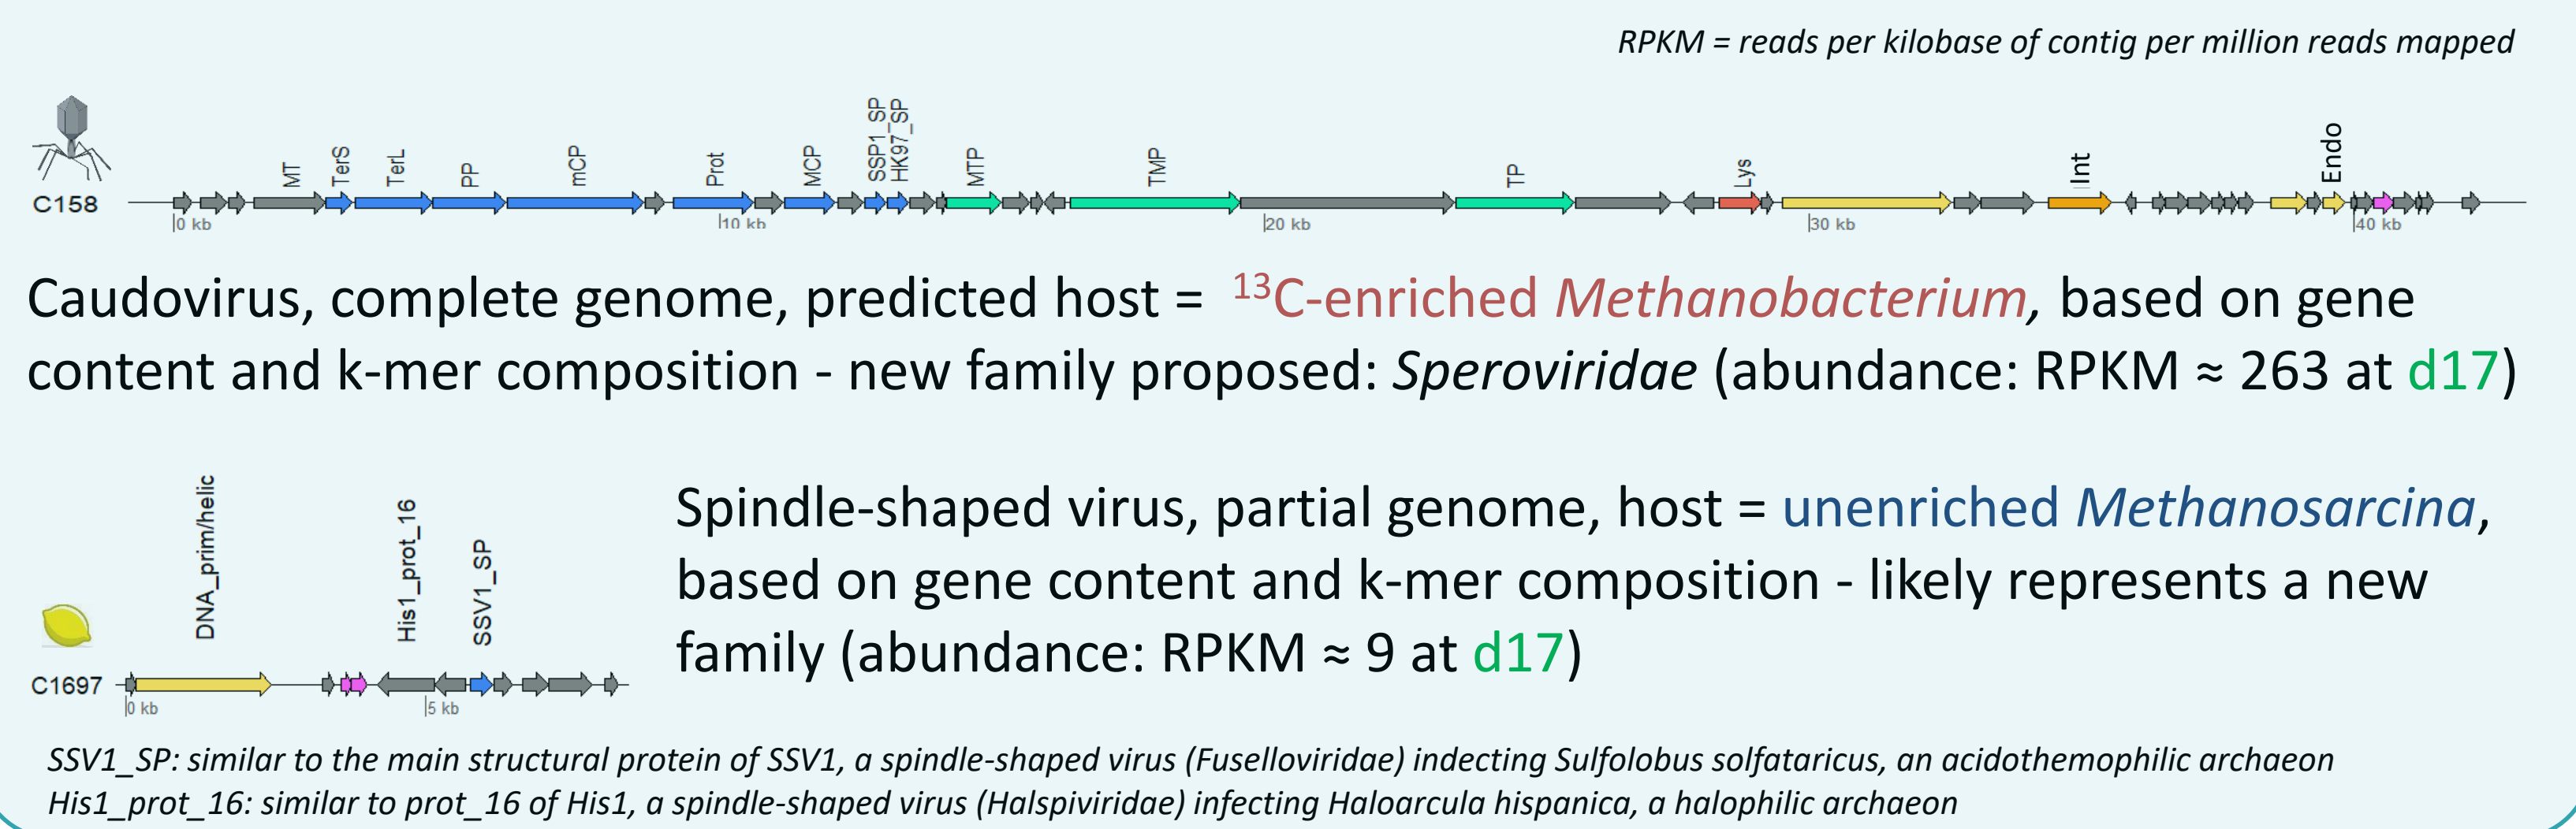 RPKM = reads per kilobase of contig per million reads mapped
MT TerS TerL PP mCP Prot MCP SSP1_SP HK97_SP MTP TMP TP Lys Int Endo
C158
0 kb 10 kb 20 kb 30 kb 40 kb
Caudovirus, complete genome, predicted host = ¹³C-enriched Methanobacterium, based on gene
content and k-mer composition - new family proposed: Speroviridae (abundance: RPKM ≈ 263 at d17)
DNA_prim/helic His1_prot_16 SSV1_SP
C1697
0 kb 5 kb
Spindle-shaped virus, partial genome, host = unenriched Methanosarcina,
based on gene content and k-mer composition - likely represents a new
family (abundance: RPKM ≈ 9 at d17)
SSV1_SP: similar to the main structural protein of SSV1, a spindle-shaped virus (Fuselloviridae) indecting Sulfolobus solfataricus, an acidothemophilic archaeon
His1_prot_16: similar to prot_16 of His1, a spindle-shaped virus (Halspiviridae) infecting Haloarcula hispanica, a halophilic archaeon